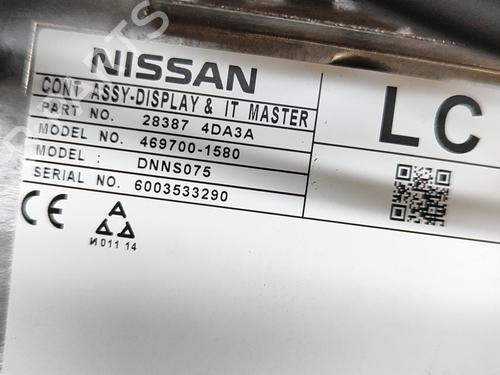 NISSAN
CONT ASSY-DISPLAY & IT MASTER
PART NO. 28387 4DA3A
MODEL NO. 469700-1580
MODEL : DNNS075
SERIAL NO. 6003533290
LC
CE
И011 14